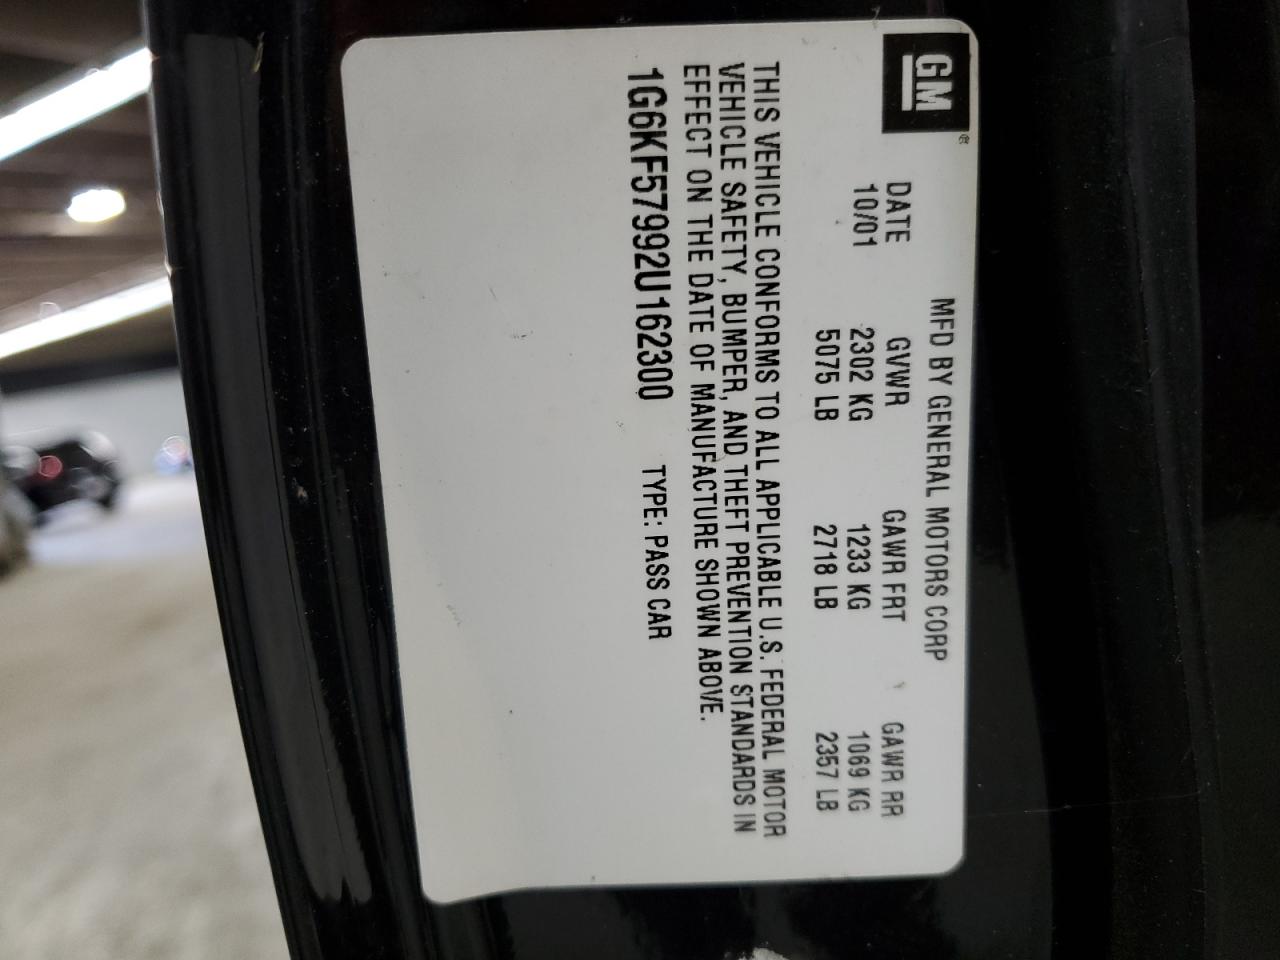 GM®
MFD BY GENERAL MOTORS CORP
DATE GVWR GAWR FRT GAWR RR
10/01 2302 KG 1233 KG 1069 KG
5075 LB 2718 LB 2357 LB
THIS VEHICLE CONFORMS TO ALL APPLICABLE U.S. FEDERAL MOTOR
VEHICLE SAFETY, BUMPER, AND THEFT PREVENTION STANDARDS IN
EFFECT ON THE DATE OF MANUFACTURE SHOWN ABOVE.
1G6KF57992U162300 TYPE: PASS CAR